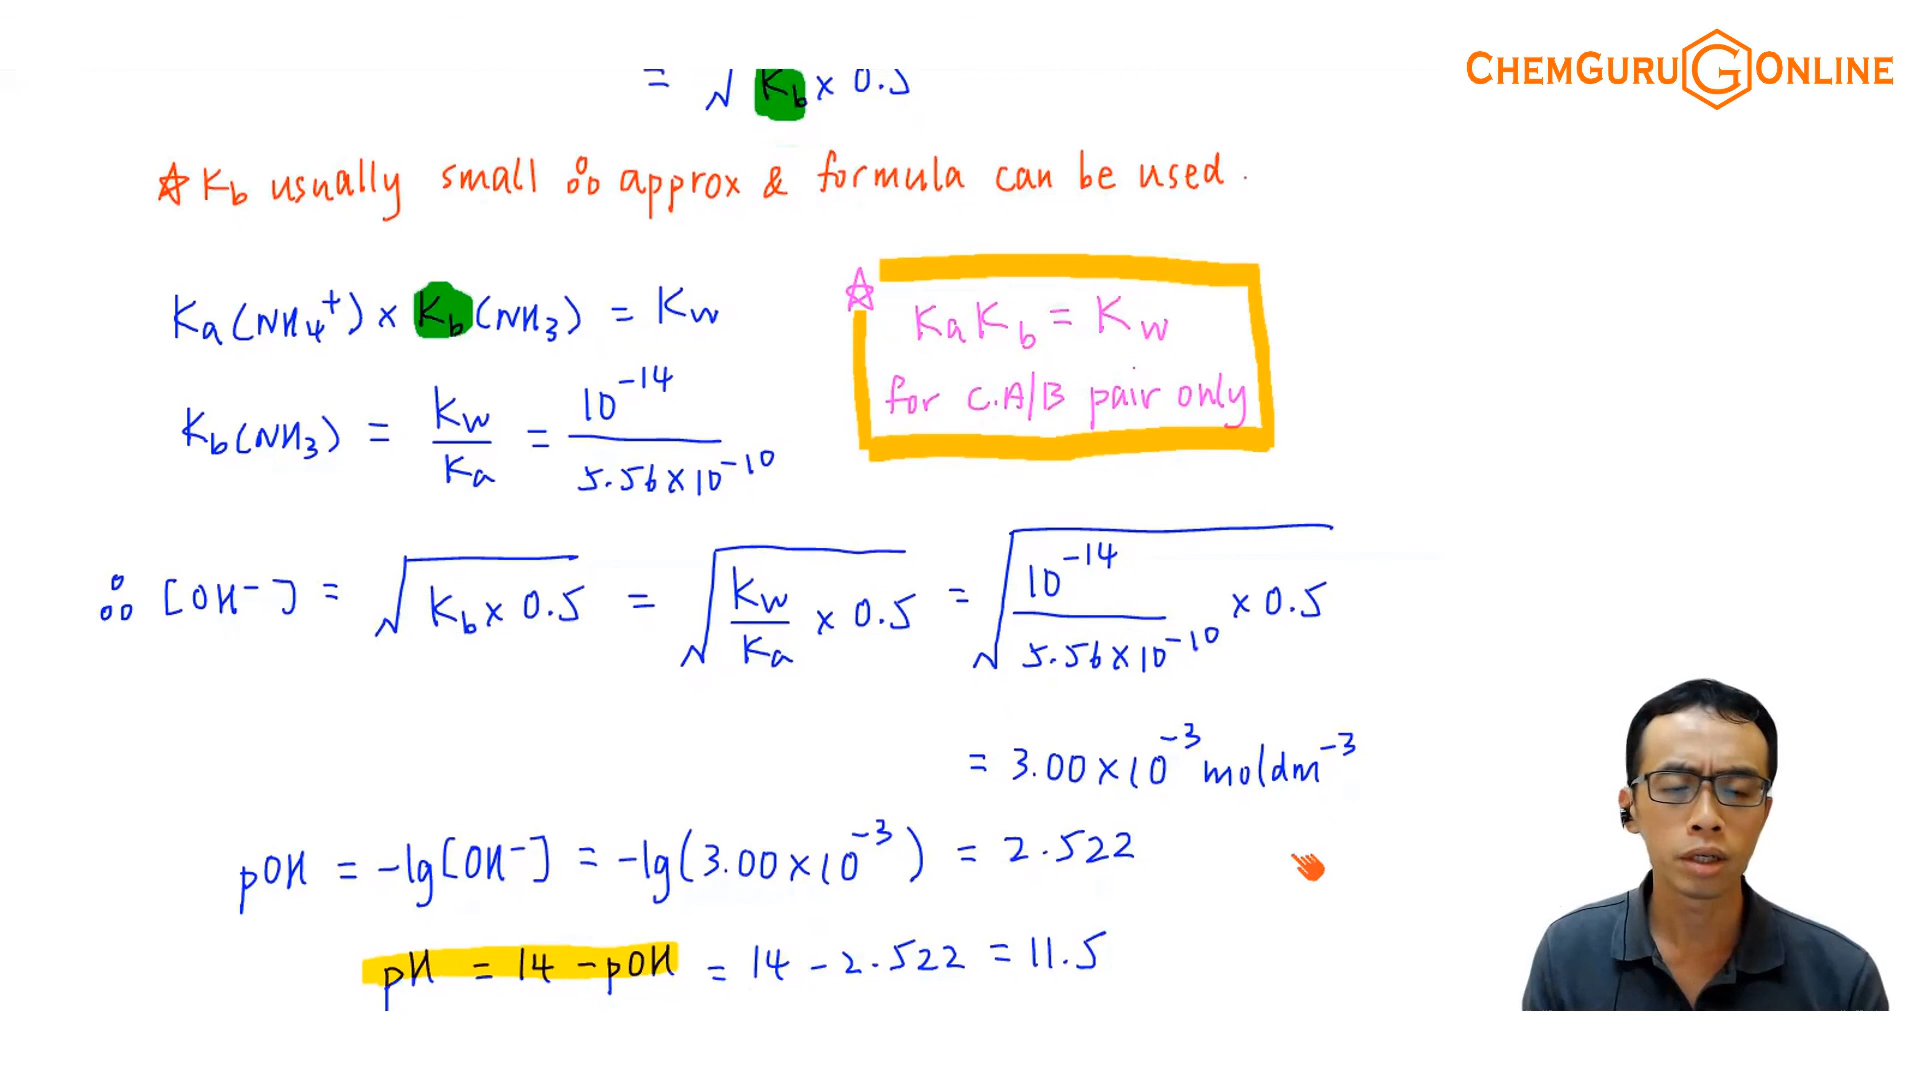 CHEMGURU G ONLINE
= √ Kb x 0.5
☆ Kb usually small ∴ approx & formula can be used.
Ka (NH4⁺) x Kb (NH3) = Kw
☆ KaKb = Kw
for C.A/B pair only
Kb(NH3) = Kw/Ka = 10⁻¹⁴/5.56x10⁻¹⁰
∴ [OH⁻] = √(Kb x 0.5) = √(Kw/Ka x 0.5) = √(10⁻¹⁴/5.56x10⁻¹⁰ x 0.5)
= 3.00x10⁻³ moldm⁻³
pOH = -lg[OH⁻] = -lg(3.00x10⁻³) = 2.522
pH = 14 - pOH = 14 - 2.522 = 11.5